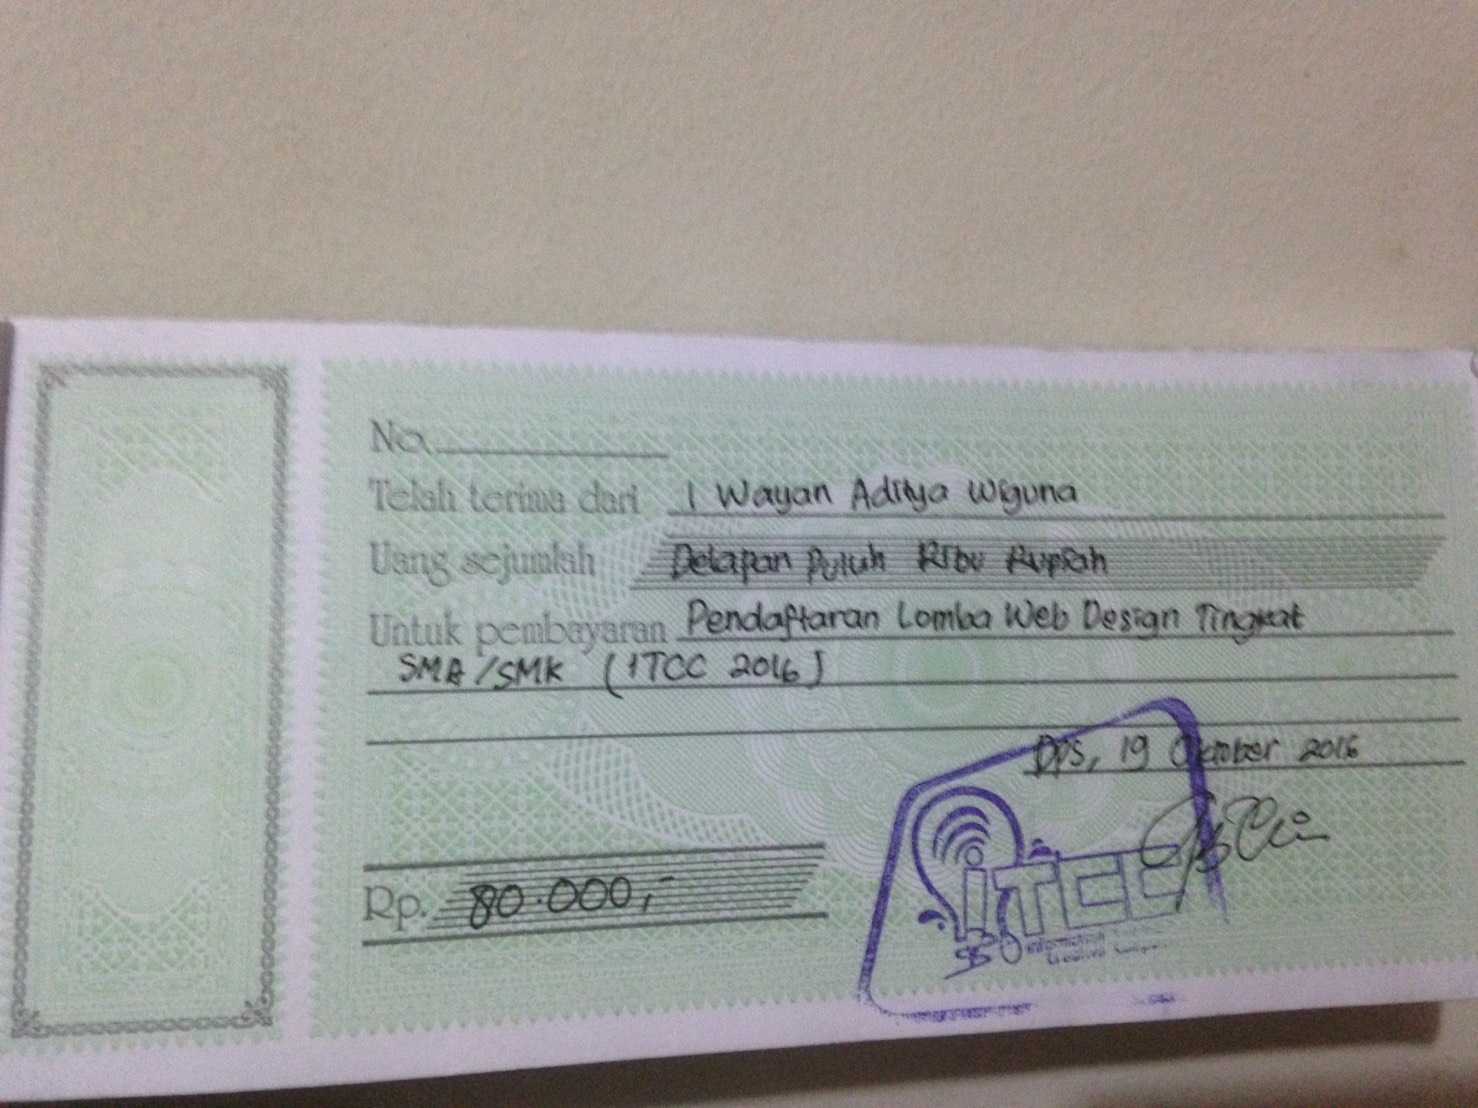 No.
Telah terima dari I Wayan Aditya Wiguna
Uang sejumlah Delapan Puluh Ribu Rupiah
Untuk pembayaran Pendaftaran Lomba Web Design Tingkat
SMA/SMK (ITCC 2016)
Dps, 19 Oktober 2016
Rp. 80.000,-
ITCC